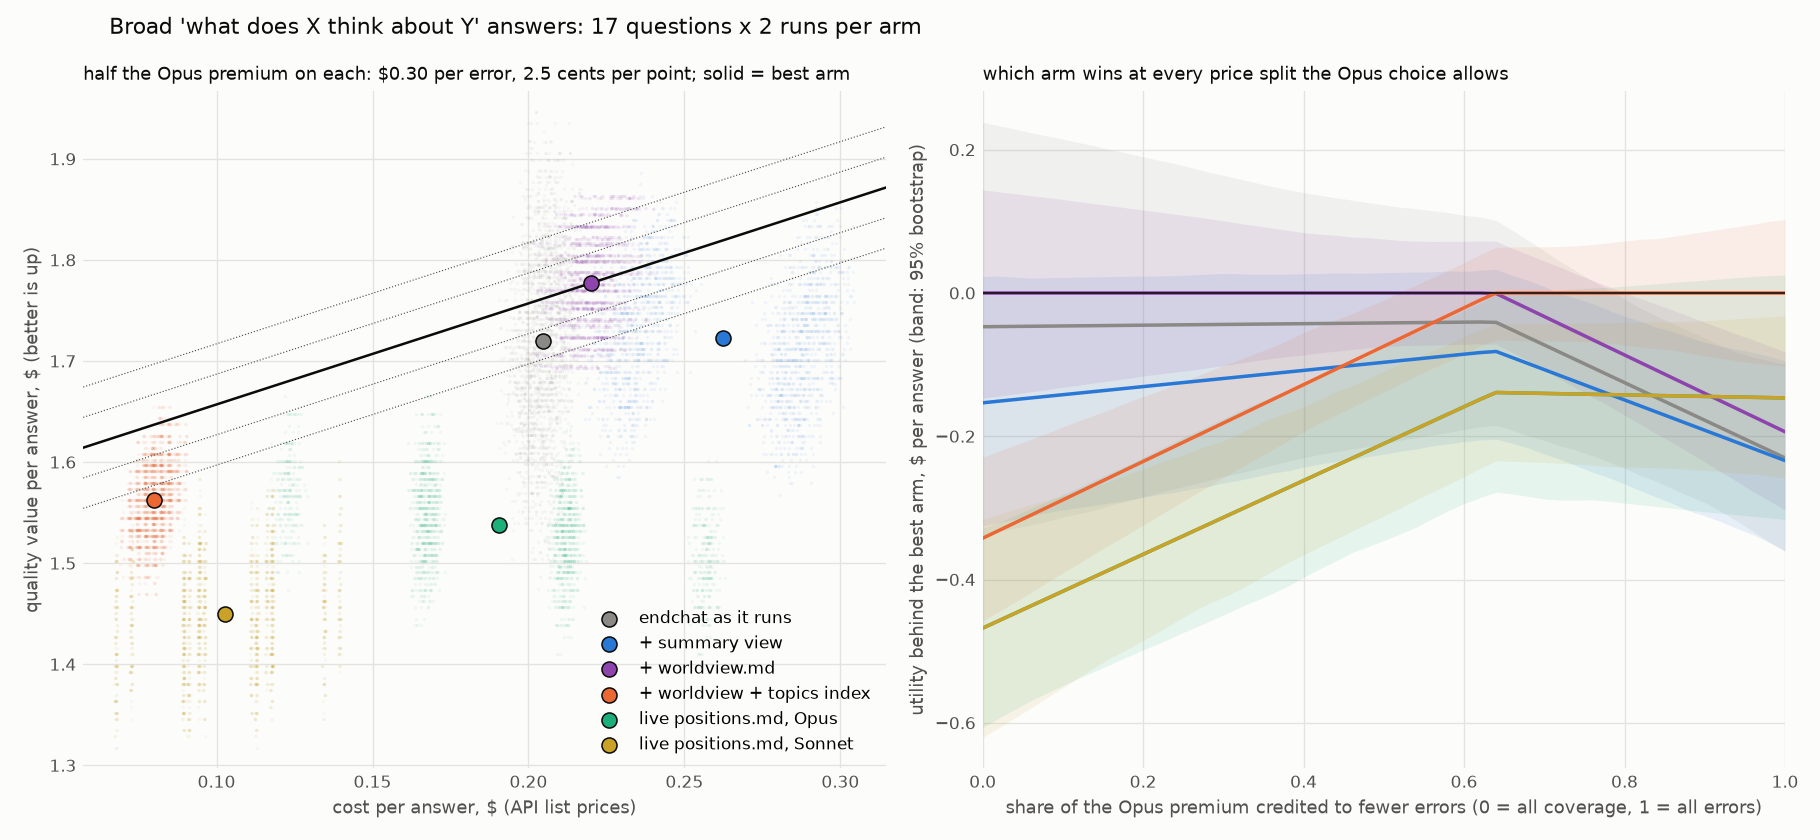 Broad 'what does X think about Y' answers: 17 questions x 2 runs per arm
half the Opus premium on each: $0.30 per error, 2.5 cents per point; solid = best arm
quality value per answer, $ (better is up)
1.9
1.8
1.7
1.6
1.5
1.4
1.3
0.10
0.15
0.20
0.25
0.30
cost per answer, $ (API list prices)
endchat as it runs
+ summary view
+ worldview.md
+ worldview + topics index
live positions.md, Opus
live positions.md, Sonnet
which arm wins at every price split the Opus choice allows
utility behind the best arm, $ per answer (band: 95% bootstrap)
0.2
0.0
−0.2
−0.4
−0.6
0.0
0.2
0.4
0.6
0.8
1.0
share of the Opus premium credited to fewer errors (0 = all coverage, 1 = all errors)